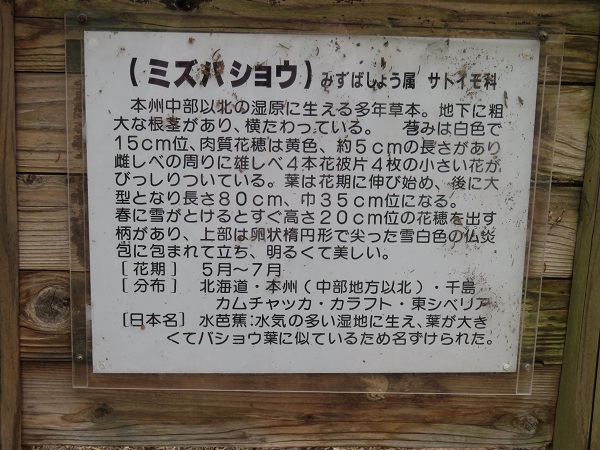 (ミズバショウ) みずばしょう属 サトイモ科
本州中部以北の湿原に生える多年草本。地下に粗
大な根茎があり、横たわっている。 苞みは白色で
15cm位、肉質花穂は黄色、約5cmの長さがあり
雌しべの周りに雄しべ4本花被片4枚の小さい花が
びっしりついている。葉は花期に伸び始め、後に大
型となり長さ80cm、巾35cm位になる。
春に雪がとけるとすぐ高さ20cm位の花穂を出す
柄があり、上部は卵状楕円形で尖った雪白色の仏炎
包に包まれて立ち、明るくて美しい。
[花期] 5月~7月
[分布] 北海道・本州(中部地方以北)・千島
カムチャッカ・カラフト・東シベリア
[日本名] 水芭蕉:水気の多い湿地に生え、葉が大き
くてバショウ葉に似ているため名ずけられた。